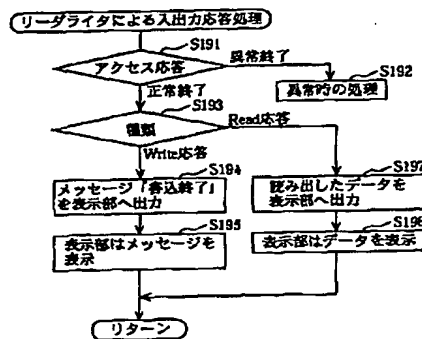 リーダライタによる入出力応答処理
S191
アクセス応答
異常終了
S192
異常時の処理
正常終了
S193
種類
Read応答
Write応答
S194
メッセージ「書込終了」
を表示部へ出力
S197
読み出したデータを
表示部へ出力
S195
表示部はメッセージを
表示
S198
表示部はデータを表示
リターン